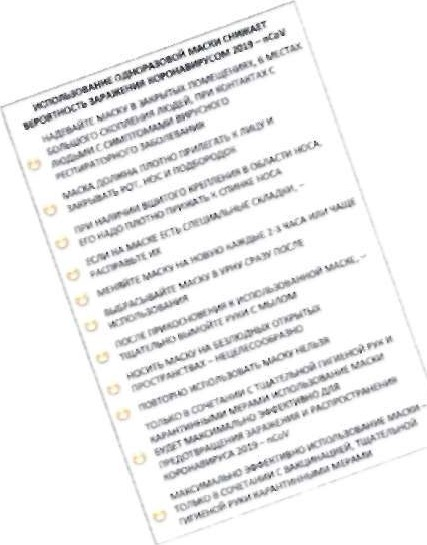 ИСПОЛЬЗОВАНИЕ ОДНОРАЗОВОЙ МАСКИ СНИЖАЕТ
ВЕРОЯТНОСТЬ ЗАРАЖЕНИЯ КОРОНАВИРУСОМ 2019 – nCoV
НАДЕВАЙТЕ МАСКУ В ЗАКРЫТЫХ ПОМЕЩЕНИЯХ, В МЕСТАХ
БОЛЬШОГО СКОПЛЕНИЯ ЛЮДЕЙ, ПРИ КОНТАКТАХ С
ЛЮДЬМИ С СИМПТОМАМИ ВИРУСНОГО
РЕСПИРАТОРНОГО ЗАБОЛЕВАНИЯ
МАСКА ДОЛЖНА ПЛОТНО ПРИЛЕГАТЬ К ЛИЦУ И
ЗАКРЫВАТЬ РОТ, НОС И ПОДБОРОДОК
ПРИ НАЛИЧИИ ВШИТОГО КРЕПЛЕНИЯ В ОБЛАСТИ НОСА,
ЕГО НАДО ПЛОТНО ПРИЖАТЬ К СПИНКЕ НОСА
ЕСЛИ НА МАСКЕ ЕСТЬ СПЕЦИАЛЬНЫЕ СКЛАДКИ, –
РАСПРАВЬТЕ ИХ
МЕНЯЙТЕ МАСКУ НА НОВУЮ КАЖДЫЕ 2-3 ЧАСА ИЛИ ЧАЩЕ
ВЫБРАСЫВАЙТЕ МАСКУ В УРНУ СРАЗУ ПОСЛЕ
ИСПОЛЬЗОВАНИЯ
ПОСЛЕ ПРИКОСНОВЕНИЯ К ИСПОЛЬЗОВАННОЙ МАСКЕ, –
ТЩАТЕЛЬНО ВЫМОЙТЕ РУКИ С МЫЛОМ
НОСИТЬ МАСКУ НА БЕЗЛЮДНЫХ ОТКРЫТЫХ
ПРОСТРАНСТВАХ – НЕЦЕЛЕСООБРАЗНО
ПОВТОРНО ИСПОЛЬЗОВАТЬ МАСКУ НЕЛЬЗЯ
ТОЛЬКО В СОЧЕТАНИИ С ТЩАТЕЛЬНОЙ ГИГИЕНОЙ РУК И
КАРАНТИННЫМИ МЕРАМИ ИСПОЛЬЗОВАНИЕ МАСКИ
БУДЕТ МАКСИМАЛЬНО ЭФФЕКТИВНО ДЛЯ
ПРЕДОТВРАЩЕНИЯ ЗАРАЖЕНИЯ И РАСПРОСТРАНЕНИЯ
КОРОНАВИРУСА 2019 – nCoV
МАКСИМАЛЬНО ЭФФЕКТИВНО ИСПОЛЬЗОВАНИЕ МАСКИ –
ТОЛЬКО В СОЧЕТАНИИ С ВАКЦИНАЦИЕЙ, ТЩАТЕЛЬНОЙ
ГИГИЕНОЙ РУК И КАРАНТИННЫМИ МЕРАМИ